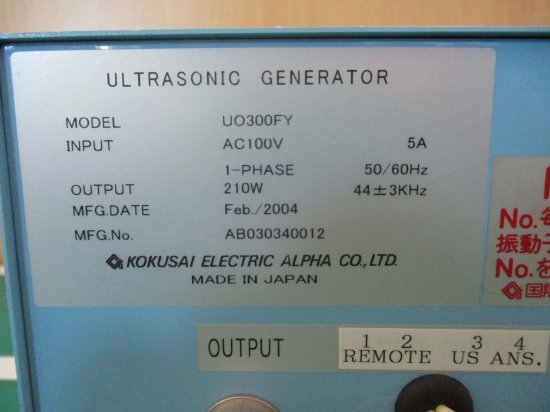 ULTRASONIC GENERATOR
MODEL UO300FY
INPUT AC100V 5A
1-PHASE 50/60Hz
OUTPUT 210W 44±3KHz
MFG.DATE Feb./2004
MFG.No. AB030340012
KOKUSAI ELECTRIC ALPHA CO.,LTD.
MADE IN JAPAN
No.
振動子
No.を
国際
OUTPUT
1 2 3 4
REMOTE US ANS.